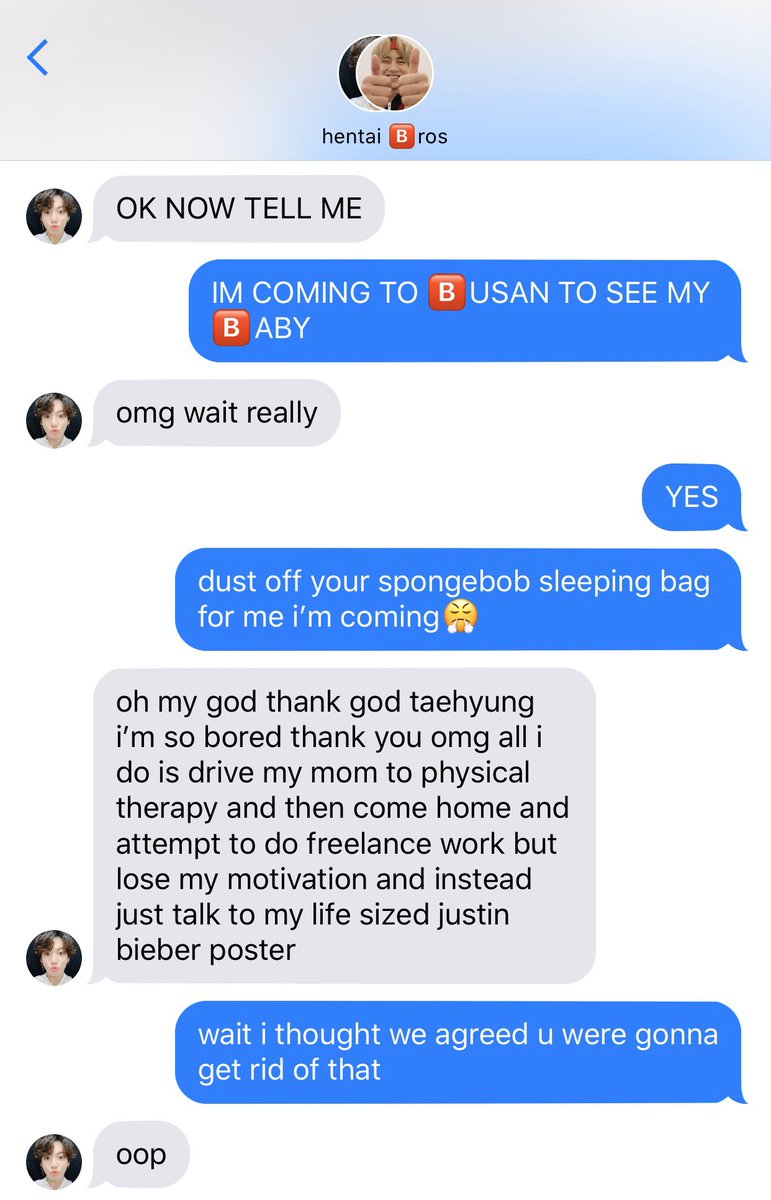 hentai 🅱️ros
OK NOW TELL ME
IM COMING TO 🅱️USAN TO SEE MY
🅱️ABY
omg wait really
YES
dust off your spongebob sleeping bag
for me i’m coming😤
oh my god thank god taehyung
i’m so bored thank you omg all i
do is drive my mom to physical
therapy and then come home and
attempt to do freelance work but
lose my motivation and instead
just talk to my life sized justin
bieber poster
wait i thought we agreed u were gonna
get rid of that
oop